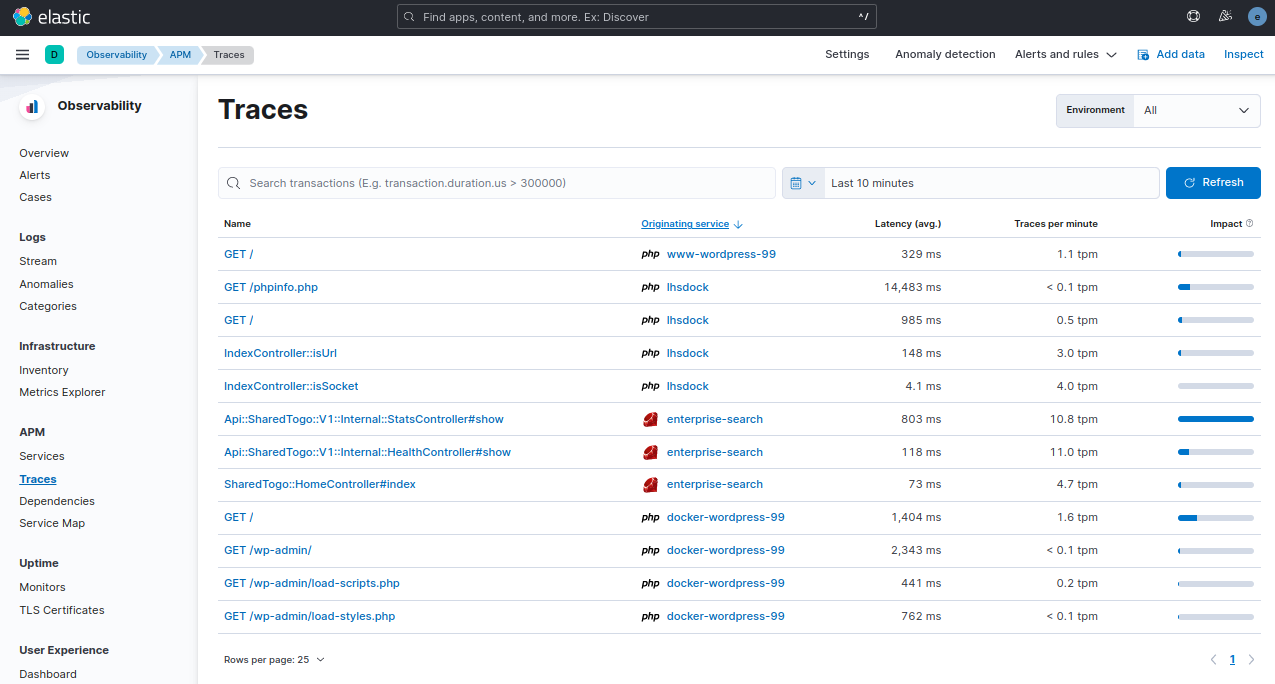 elastic
Find apps, content, and more. Ex: Discover
^/
e
D
Observability
APM
Traces
Settings
Anomaly detection
Alerts and rules
Add data
Inspect
Observability
Overview
Alerts
Cases
Logs
Stream
Anomalies
Categories
Infrastructure
Inventory
Metrics Explorer
APM
Services
Traces
Dependencies
Service Map
Uptime
Monitors
TLS Certificates
User Experience
Dashboard
Traces
Environment All
Search transactions (E.g. transaction.duration.us > 300000)
Last 10 minutes
Refresh
Name Originating service Latency (avg.) Traces per minute Impact
GET / php www-wordpress-99 329 ms 1.1 tpm
GET /phpinfo.php php lhsdock 14,483 ms < 0.1 tpm
GET / php lhsdock 985 ms 0.5 tpm
IndexController::isUrl php lhsdock 148 ms 3.0 tpm
IndexController::isSocket php lhsdock 4.1 ms 4.0 tpm
Api::SharedTogo::V1::Internal::StatsController#show enterprise-search 803 ms 10.8 tpm
Api::SharedTogo::V1::Internal::HealthController#show enterprise-search 118 ms 11.0 tpm
SharedTogo::HomeController#index enterprise-search 73 ms 4.7 tpm
GET / php docker-wordpress-99 1,404 ms 1.6 tpm
GET /wp-admin/ php docker-wordpress-99 2,343 ms < 0.1 tpm
GET /wp-admin/load-scripts.php php docker-wordpress-99 441 ms 0.2 tpm
GET /wp-admin/load-styles.php php docker-wordpress-99 762 ms < 0.1 tpm
Rows per page: 25
1